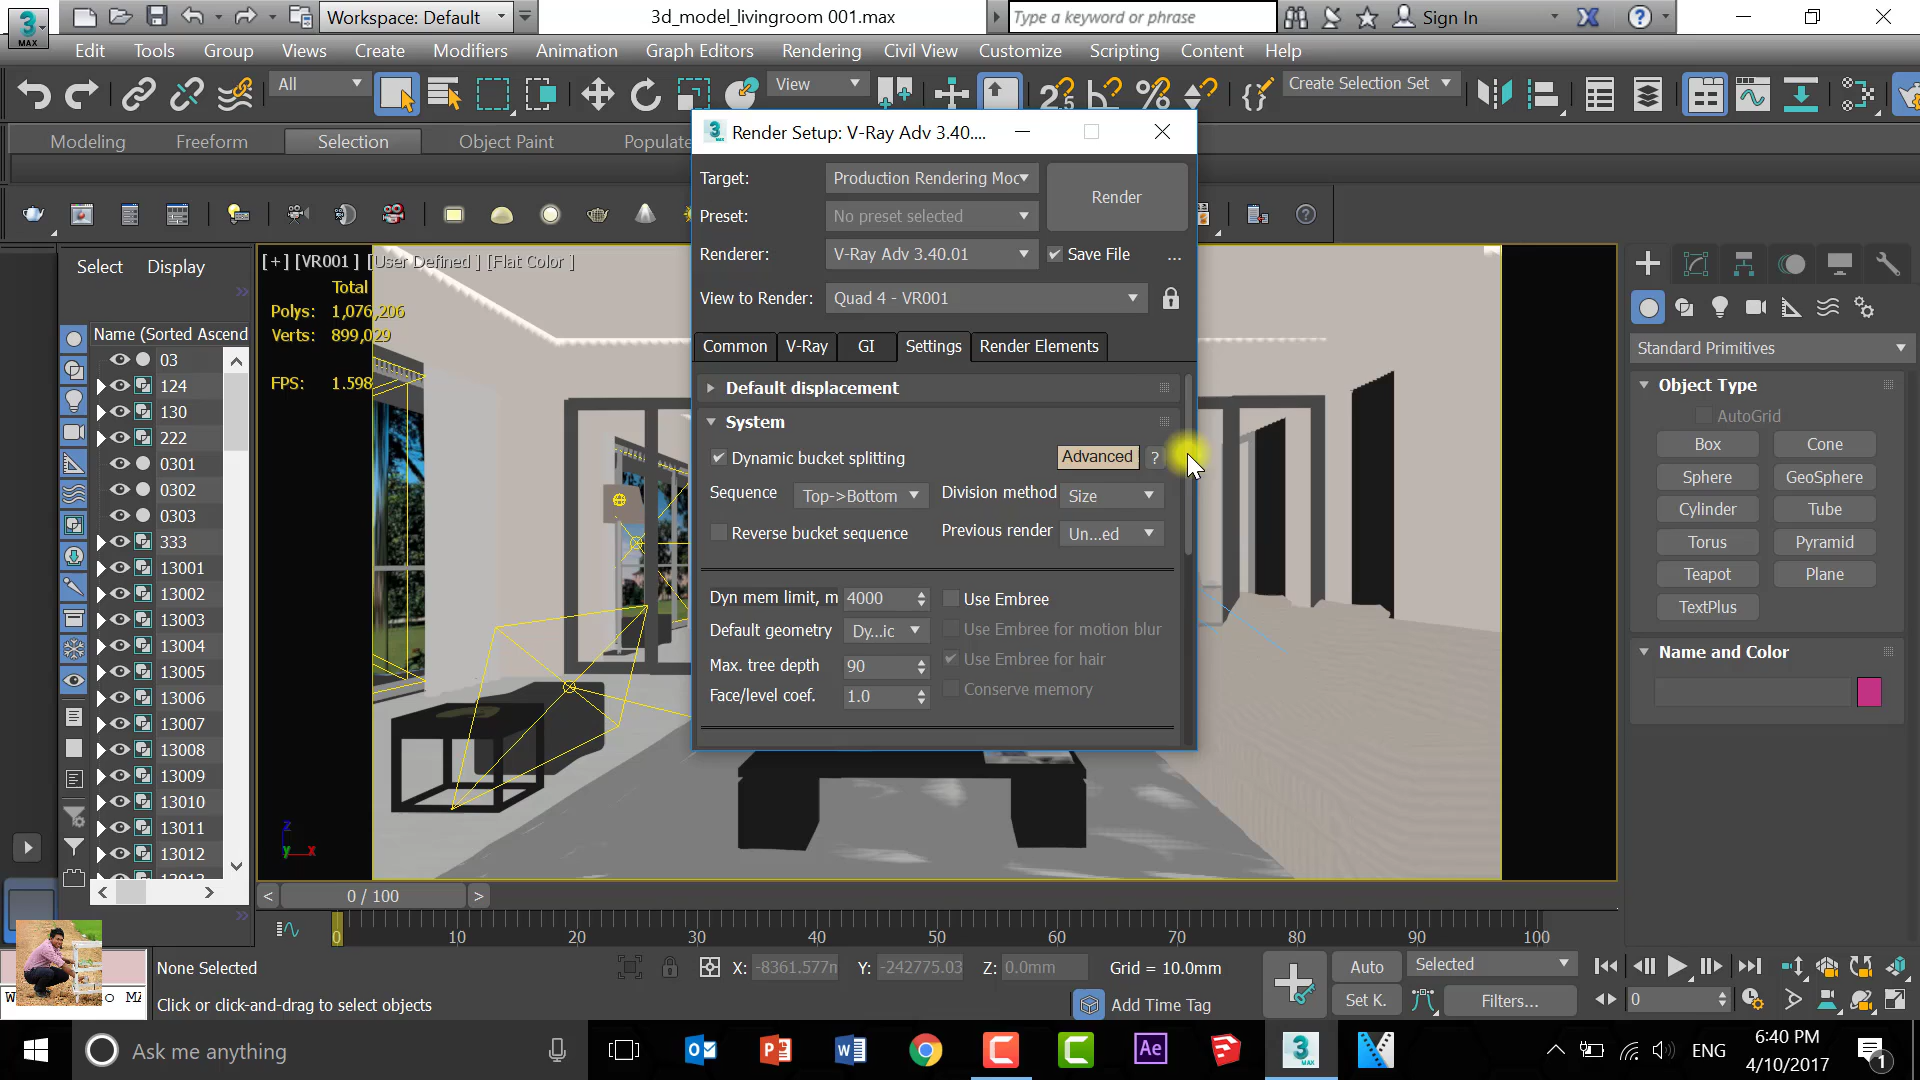 Workspace: Default
3d_model_livingroom 001.max
Type a keyword or phrase
Sign In
MAX
Edit Tools Group Views Create Modifiers Animation Graph Editors Rendering Civil View Customize Scripting Content Help
All
View
2.5
Create Selection Set
Modeling Freeform Selection Object Paint Populate
Render Setup: V-Ray Adv 3.40....
Target: Production Rendering Moc
Render
Preset: No preset selected
Renderer: V-Ray Adv 3.40.01
Save File ...
View to Render: Quad 4 - VR001
Common V-Ray GI Settings Render Elements
Default displacement
System
Dynamic bucket splitting
Advanced ?
Sequence Top->Bottom Division method Size
Reverse bucket sequence Previous render Un...ed
Dyn mem limit, m 4000 Use Embree
Default geometry Dy...ic Use Embree for motion blur
Max. tree depth 90 Use Embree for hair
Face/level coef. 1.0 Conserve memory
Select Display
Name (Sorted Ascend
03
124
130
222
0301
0302
0303
333
13001
13002
13003
13004
13005
13006
13007
13008
13009
13010
13011
13012
[+] [VR001] [User Defined] [Flat Color]
Total
Polys: 1,076,206
Verts: 899,029
FPS: 1.598
z
y x
Standard Primitives
Object Type
AutoGrid
Box Cone
Sphere GeoSphere
Cylinder Tube
Torus Pyramid
Teapot Plane
TextPlus
Name and Color
< 0 / 100 >
0 10 20 30 40 50 60 70 80 90 100
None Selected
X: -8361.577m Y: -242775.03 Z: 0.0mm Grid = 10.0mm
Click or click-and-drag to select objects
Add Time Tag
Auto Selected
Set K. Filters...
0
Ask me anything
Ae
ENG
6:40 PM
4/10/2017
1